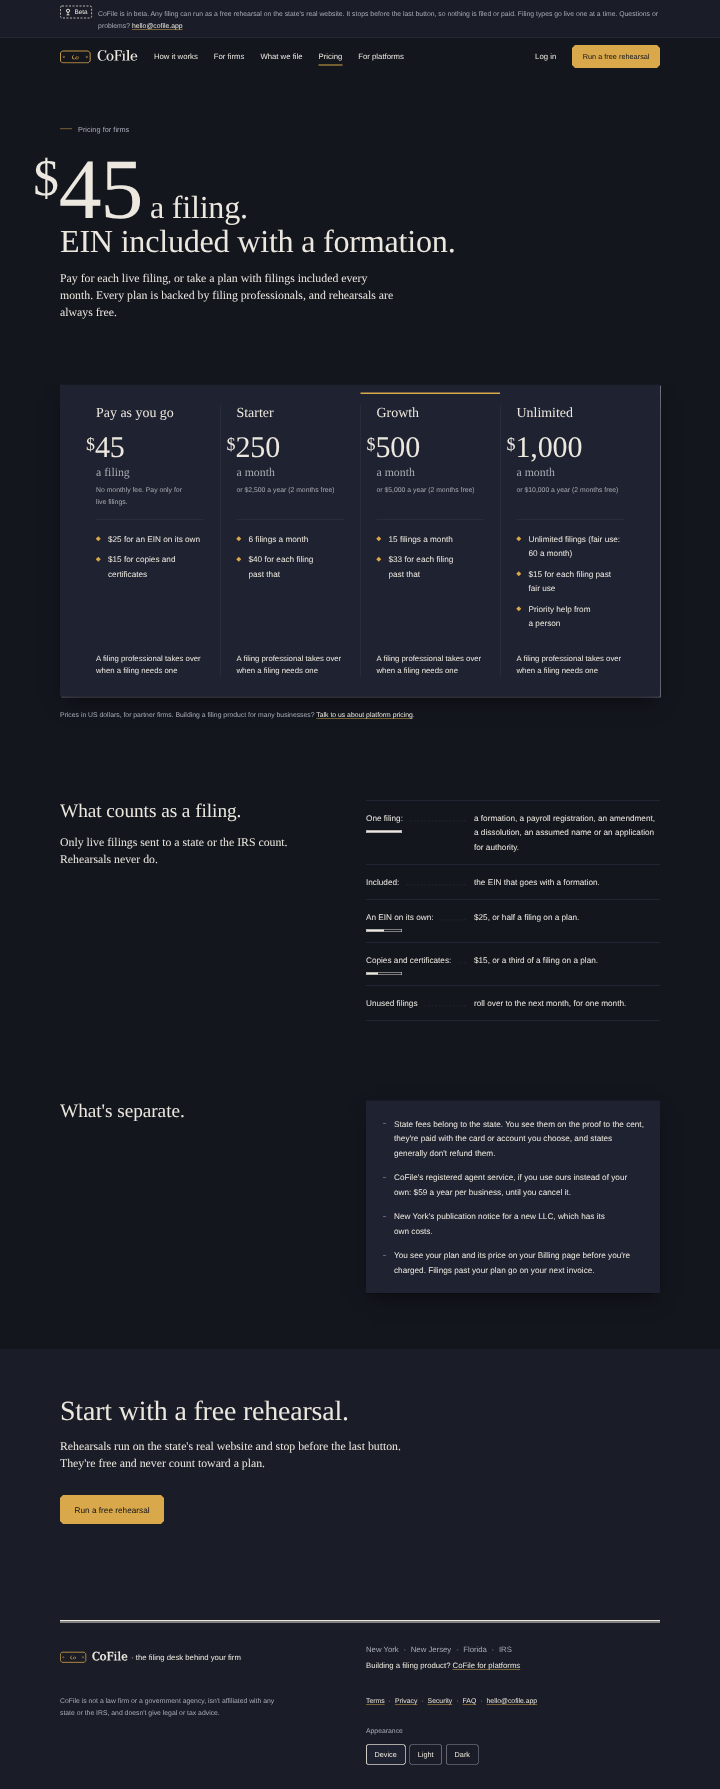 Beta
CoFile is in beta. Any filing can run as a free rehearsal on the state's real website. It stops before the last button, so nothing is filed or paid. Filing types go live one at a time. Questions or
problems? hello@cofile.app
Co CoFile How it works For firms What we file Pricing For platforms Log in Run a free rehearsal
Pricing for firms
$45 a filing.
EIN included with a formation.
Pay for each live filing, or take a plan with filings included every
month. Every plan is backed by filing professionals, and rehearsals are
always free.
Pay as you go
$45
a filing
No monthly fee. Pay only for
live filings.
$25 for an EIN on its own
$15 for copies and
certificates
A filing professional takes over
when a filing needs one
Starter
$250
a month
or $2,500 a year (2 months free)
6 filings a month
$40 for each filing
past that
A filing professional takes over
when a filing needs one
Growth
$500
a month
or $5,000 a year (2 months free)
15 filings a month
$33 for each filing
past that
A filing professional takes over
when a filing needs one
Unlimited
$1,000
a month
or $10,000 a year (2 months free)
Unlimited filings (fair use:
60 a month)
$15 for each filing past
fair use
Priority help from
a person
A filing professional takes over
when a filing needs one
Prices in US dollars, for partner firms. Building a filing product for many businesses? Talk to us about platform pricing.
What counts as a filing.
Only live filings sent to a state or the IRS count.
Rehearsals never do.
One filing: a formation, a payroll registration, an amendment,
a dissolution, an assumed name or an application
for authority.
Included: the EIN that goes with a formation.
An EIN on its own: $25, or half a filing on a plan.
Copies and certificates: $15, or a third of a filing on a plan.
Unused filings roll over to the next month, for one month.
What's separate.
– State fees belong to the state. You see them on the proof to the cent,
they're paid with the card or account you choose, and states
generally don't refund them.
– CoFile's registered agent service, if you use ours instead of your
own: $59 a year per business, until you cancel it.
– New York's publication notice for a new LLC, which has its
own costs.
– You see your plan and its price on your Billing page before you're
charged. Filings past your plan go on your next invoice.
Start with a free rehearsal.
Rehearsals run on the state's real website and stop before the last button.
They're free and never count toward a plan.
Run a free rehearsal
Co CoFile · the filing desk behind your firm
CoFile is not a law firm or a government agency, isn't affiliated with any
state or the IRS, and doesn't give legal or tax advice.
New York · New Jersey · Florida · IRS
Building a filing product? CoFile for platforms
Terms · Privacy · Security · FAQ · hello@cofile.app
Appearance
Device Light Dark